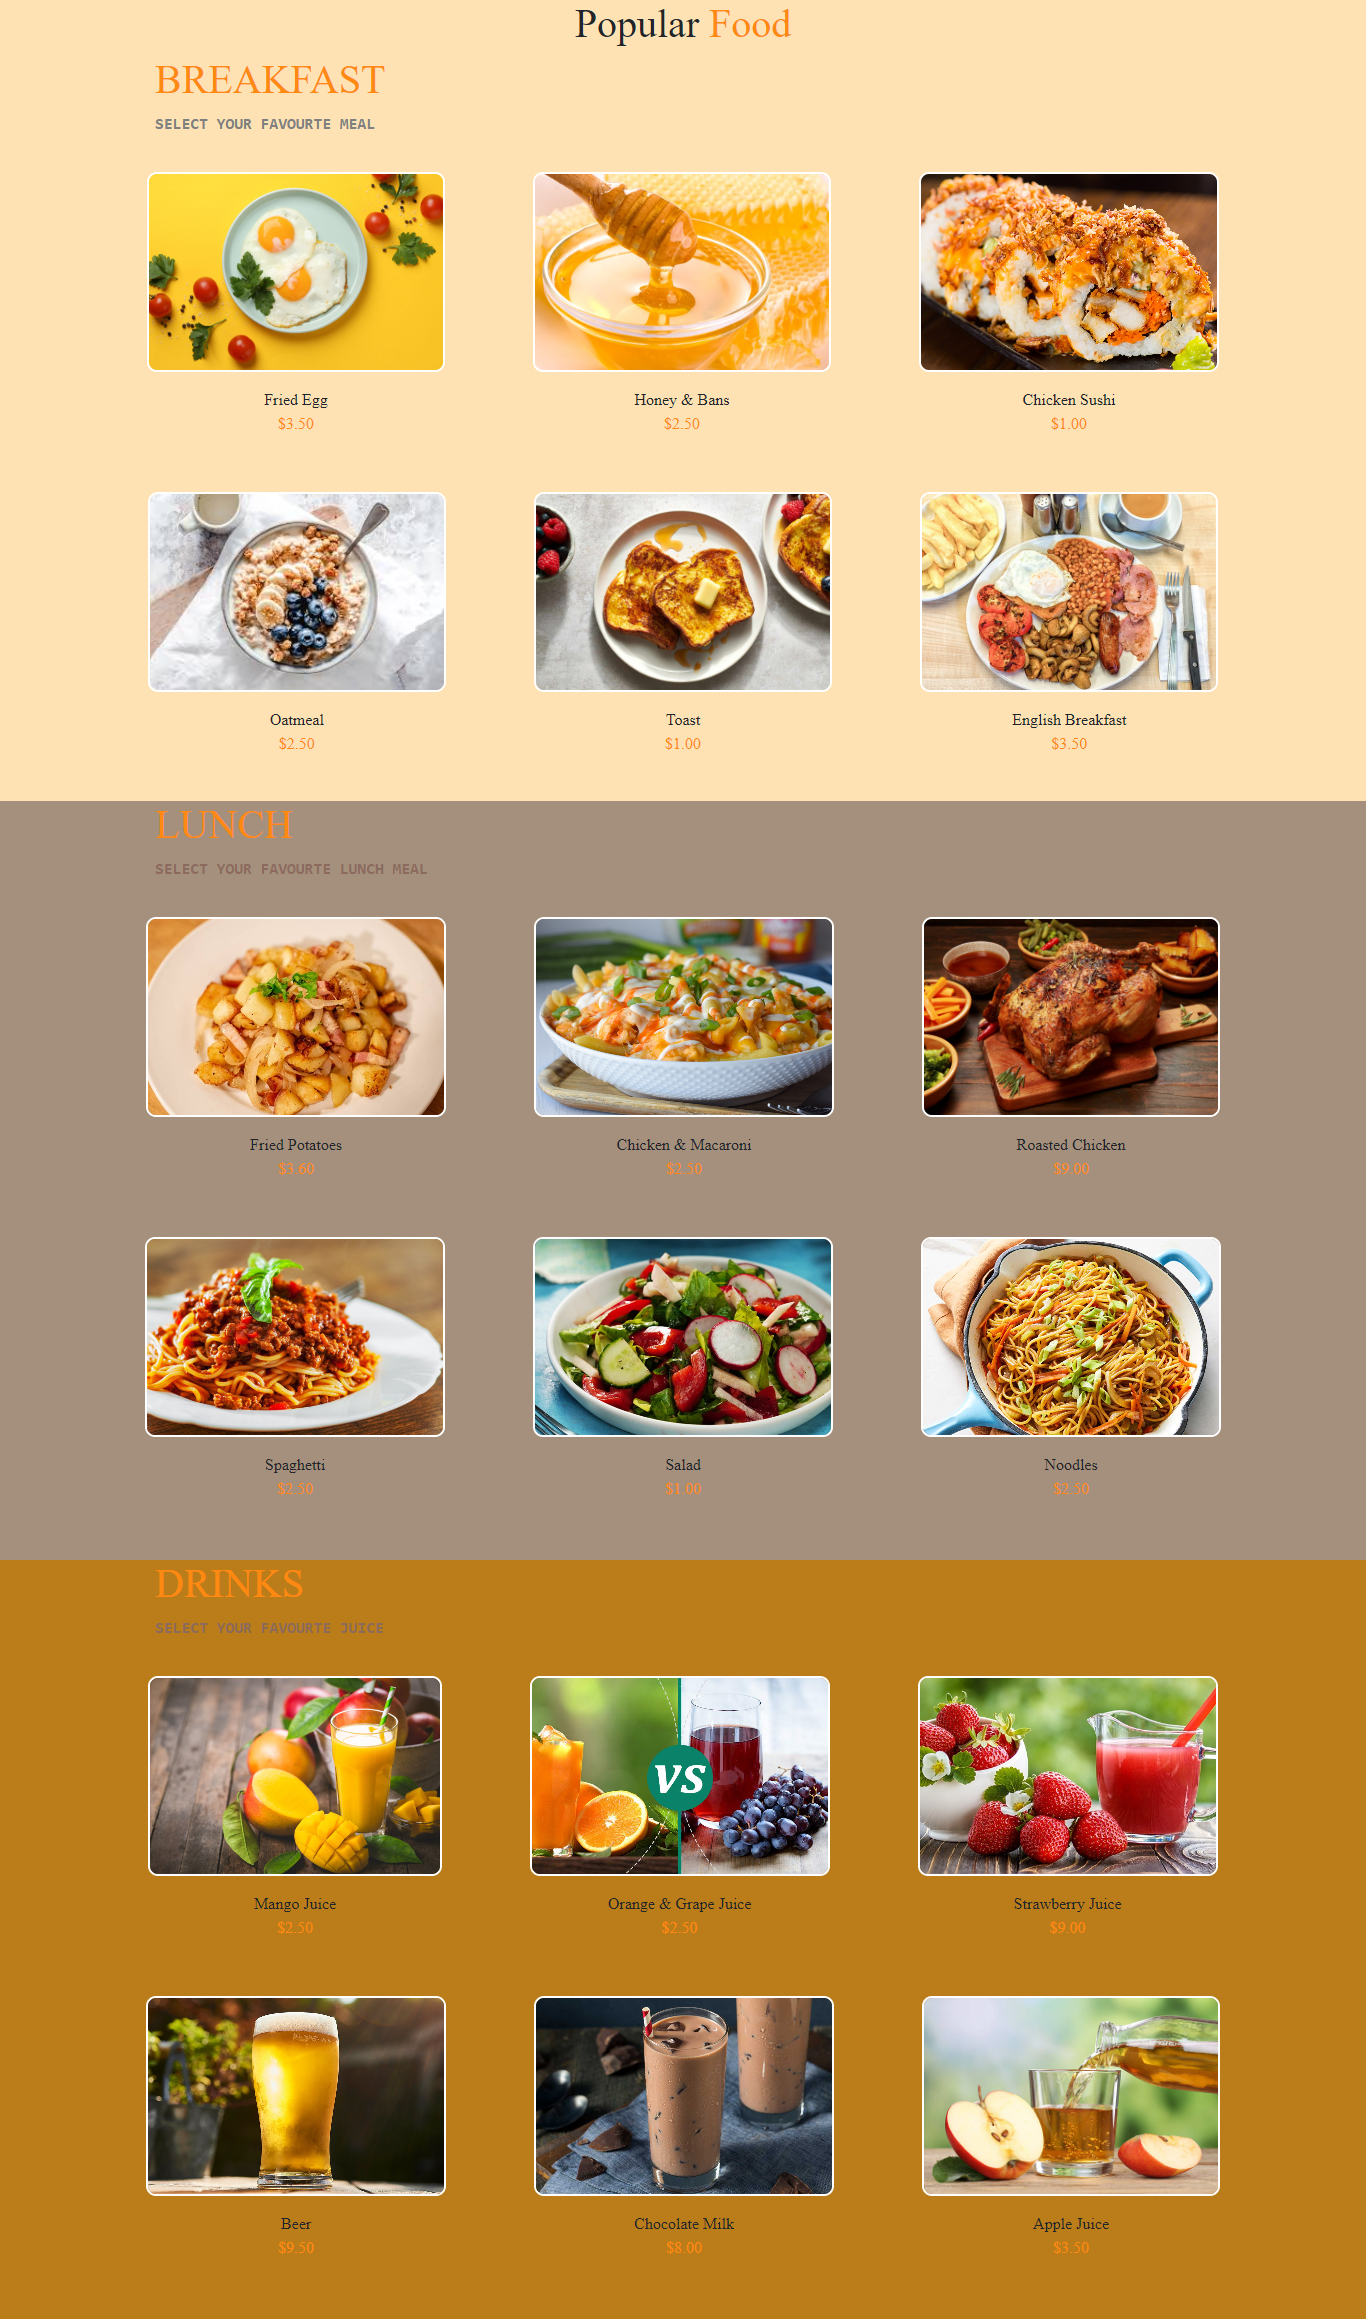 Popular Food
BREAKFAST
SELECT YOUR FAVOURTE MEAL
Fried Egg
$3.50
Honey & Bans
$2.50
Chicken Sushi
$1.00
Oatmeal
$2.50
Toast
$1.00
English Breakfast
$3.50
LUNCH
SELECT YOUR FAVOURTE LUNCH MEAL
Fried Potatoes
$3.60
Chicken & Macaroni
$2.50
Roasted Chicken
$9.00
Spaghetti
$2.50
Salad
$1.00
Noodles
$2.50
DRINKS
SELECT YOUR FAVOURTE JUICE
Mango Juice
$2.50
VS
Orange & Grape Juice
$2.50
Strawberry Juice
$9.00
Beer
$9.50
Chocolate Milk
$8.00
Apple Juice
$3.50